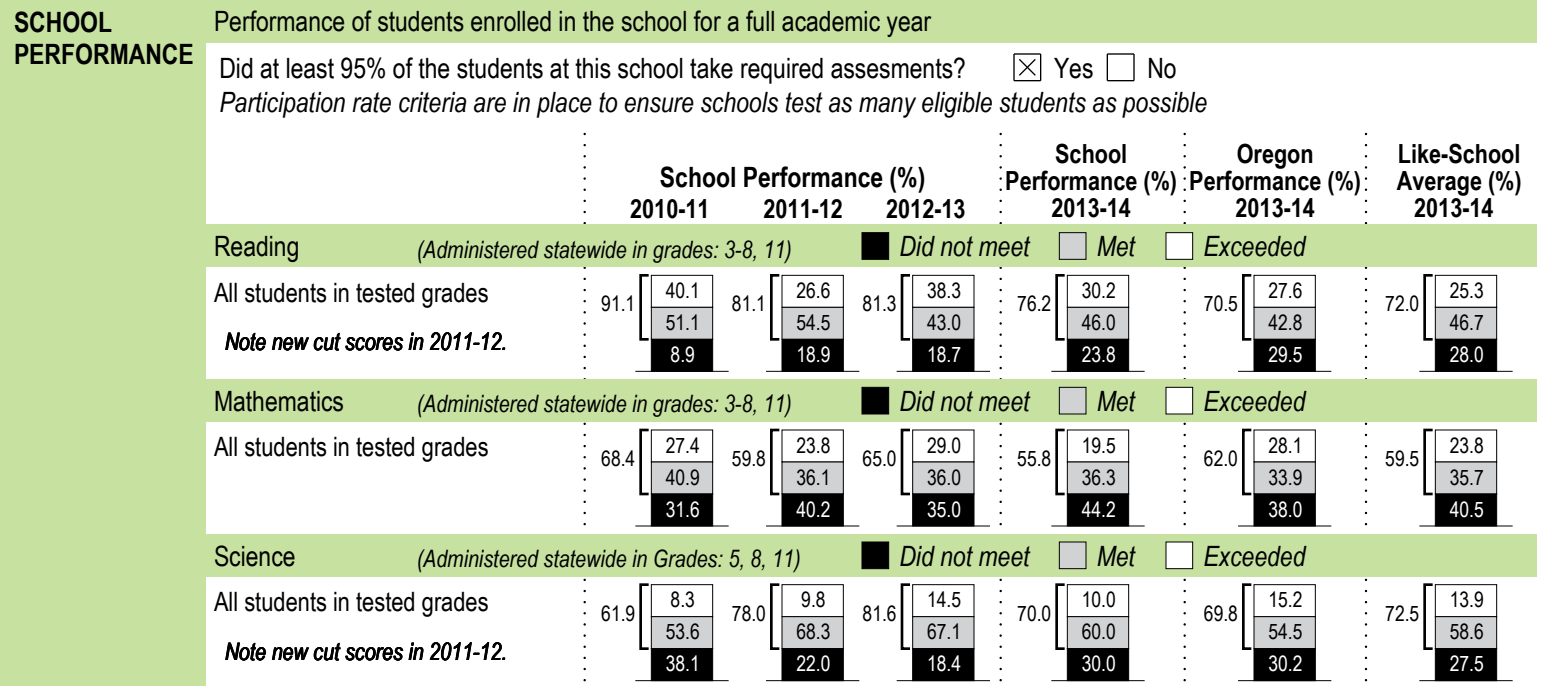 SCHOOL PERFORMANCE
Performance of students enrolled in the school for a full academic year
Did at least 95% of the students at this school take required assesments? Yes No
Participation rate criteria are in place to ensure schools test as many eligible students as possible
School Performance (%)
2010-11 2011-12 2012-13
School Performance (%) 2013-14
Oregon Performance (%) 2013-14
Like-School Average (%) 2013-14
Reading (Administered statewide in grades: 3-8, 11) Did not meet Met Exceeded
All students in tested grades
Note new cut scores in 2011-12.
91.1 40.1 51.1 8.9
81.1 26.6 54.5 18.9
81.3 38.3 43.0 18.7
76.2 30.2 46.0 23.8
70.5 27.6 42.8 29.5
72.0 25.3 46.7 28.0
Mathematics (Administered statewide in grades: 3-8, 11) Did not meet Met Exceeded
All students in tested grades
68.4 27.4 40.9 31.6
59.8 23.8 36.1 40.2
65.0 29.0 36.0 35.0
55.8 19.5 36.3 44.2
62.0 28.1 33.9 38.0
59.5 23.8 35.7 40.5
Science (Administered statewide in Grades: 5, 8, 11) Did not meet Met Exceeded
All students in tested grades
Note new cut scores in 2011-12.
61.9 8.3 53.6 38.1
78.0 9.8 68.3 22.0
81.6 14.5 67.1 18.4
70.0 10.0 60.0 30.0
69.8 15.2 54.5 30.2
72.5 13.9 58.6 27.5